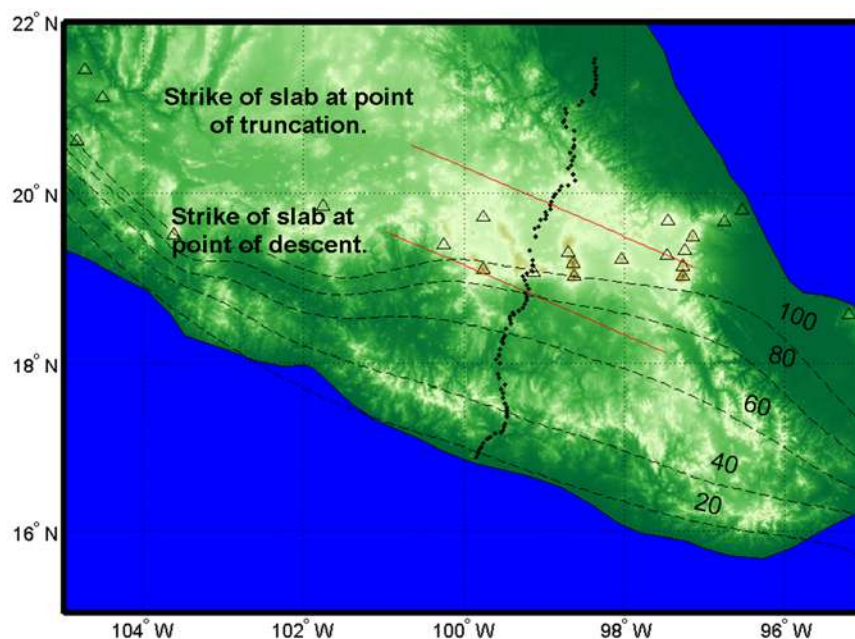 22° N
Strike of slab at point
of truncation.
20° N
Strike of slab at
point of descent.
100
80
18° N
60
40
20
16° N
104° W
102° W
100° W
98° W
96° W